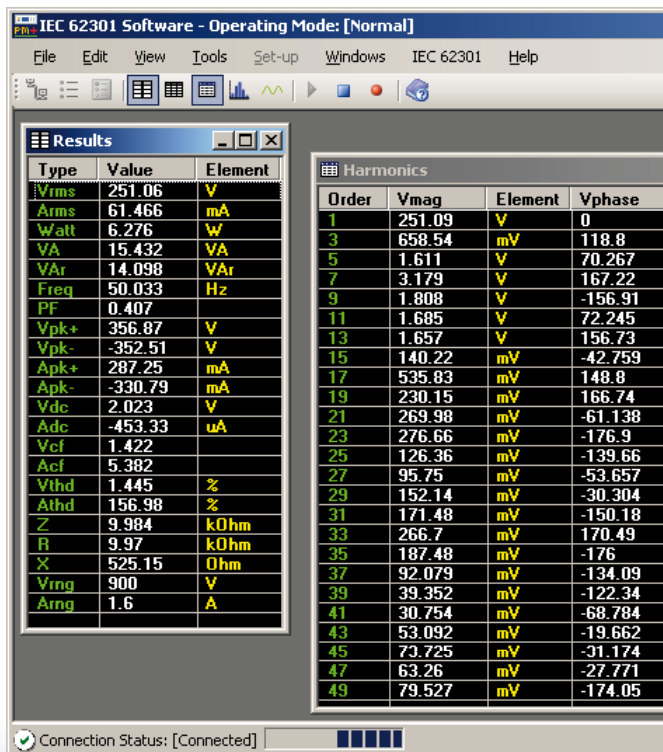 PM+ IEC 62301 Software - Operating Mode: [Normal]
File Edit View Tools Set-up Windows IEC 62301 Help
Results
Type Value Element
Vrms 251.06 V
Arms 61.466 mA
Watt 6.276 W
VA 15.432 VA
VAr 14.098 VAr
Freq 50.033 Hz
PF 0.407
Vpk+ 356.87 V
Vpk- -352.51 V
Apk+ 287.25 mA
Apk- -330.79 mA
Vdc 2.023 V
Adc -453.33 uA
Vcf 1.422
Acf 5.382
Vthd 1.445 %
Athd 156.98 %
Z 9.984 kOhm
R 9.97 kOhm
X 525.15 Ohm
Vrng 900 V
Arng 1.6 A
Harmonics
Order Vmag Element Vphase
1 251.09 V 0
3 658.54 mV 118.8
5 1.611 V 70.267
7 3.179 V 167.22
9 1.808 V -156.91
11 1.685 V 72.245
13 1.657 V 156.73
15 140.22 mV -42.759
17 535.83 mV 148.8
19 230.15 mV 166.74
21 269.98 mV -61.138
23 276.66 mV -176.9
25 126.36 mV -139.66
27 95.75 mV -53.657
29 152.14 mV -30.304
31 171.48 mV -150.18
33 266.7 mV 170.49
35 187.48 mV -176
37 92.079 mV -134.09
39 39.352 mV -122.34
41 30.754 mV -68.784
43 53.092 mV -19.662
45 73.725 mV -31.174
47 63.26 mV -27.771
49 79.527 mV -174.05
Connection Status: [Connected]